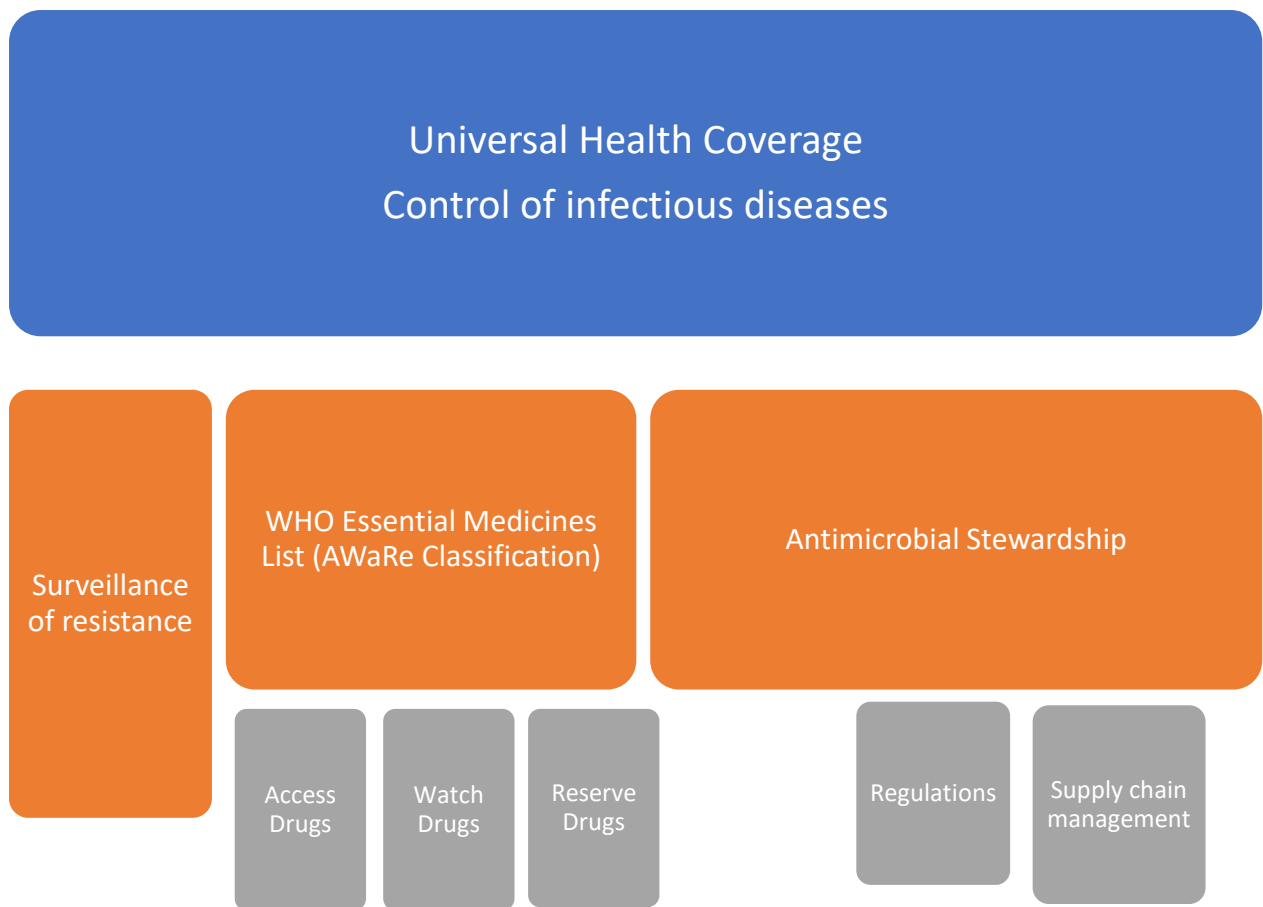 Universal Health Coverage
Control of infectious diseases
Surveillance
of resistance
WHO Essential Medicines
List (AWaRe Classification)
Antimicrobial Stewardship
Access
Drugs
Watch
Drugs
Reserve
Drugs
Regulations
Supply chain
management